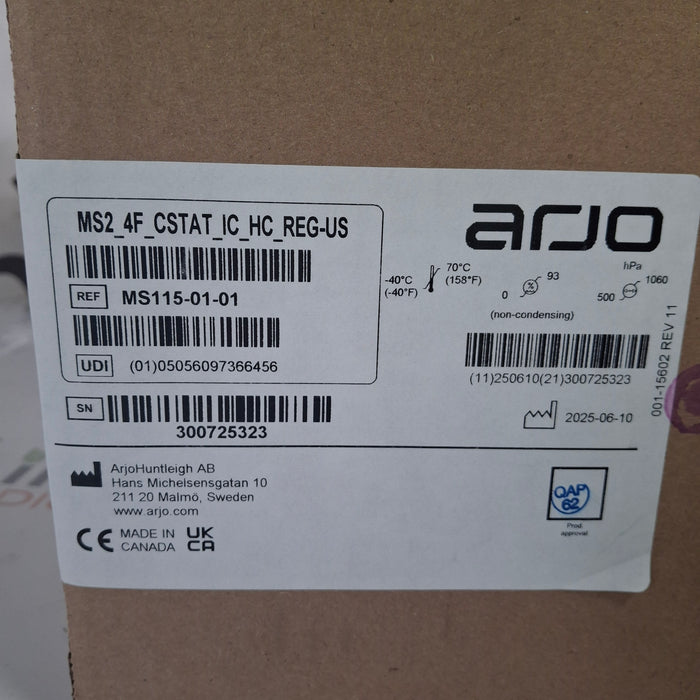 MS2_4F_CSTAT_IC_HC_REG-US
REF MS115-01-01
UDI (01)05056097366456
SN
300725323
arjo
-40°C
(-40°F)
70°C
(158°F)
0 % 93
(non-condensing)
hPa
500 1060
(11)250610(21)300725323
2025-06-10
001-15602 REV 11
ArjoHuntleigh AB
Hans Michelsensgatan 10
211 20 Malmö, Sweden
www.arjo.com
CE MADE IN CANADA UKCA
QAP
62
Prod.
approval